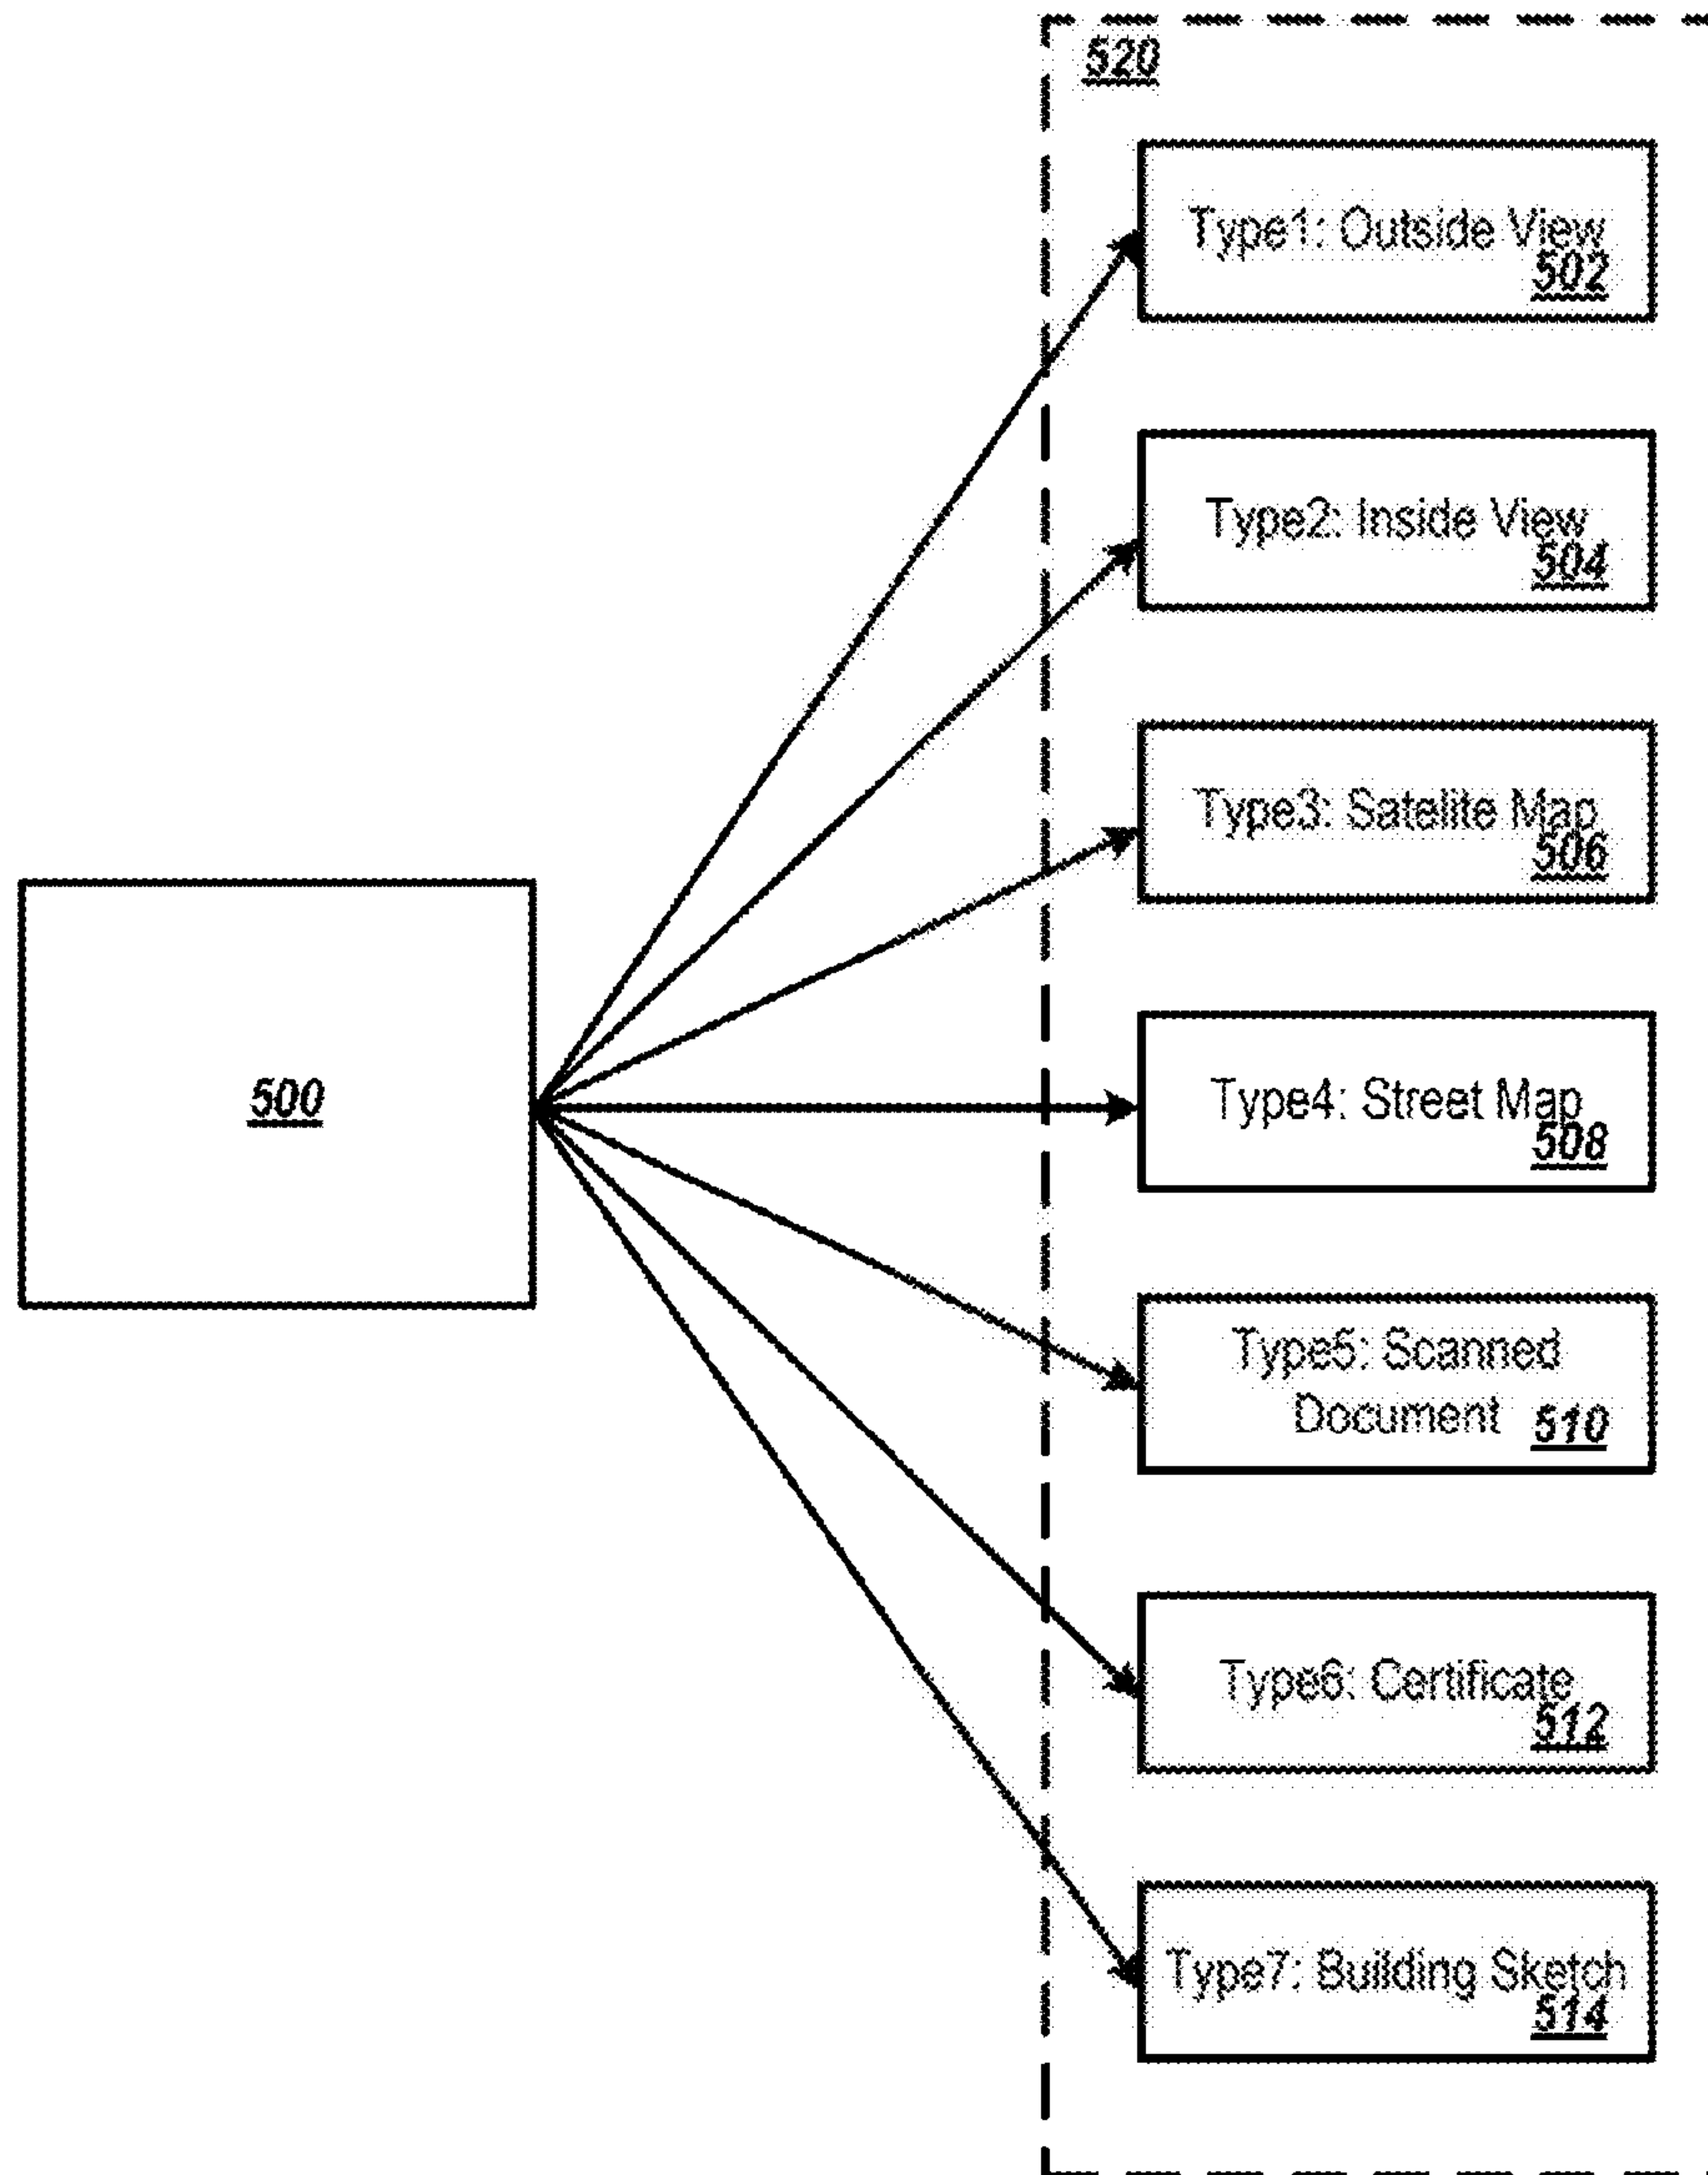 520
Type1: Outside View
502
Type2: Inside View
504
Type3: Satelite Map
506
500
Type4: Street Map
508
Type5: Scanned
Document 510
Type6: Certificate
512
Type7: Building Sketch
514